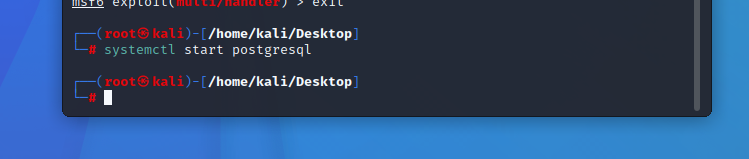 msf6 exploit(multi/handler) > exit
┌──(root㉿kali)-[/home/kali/Desktop]
└─# systemctl start postgresql
┌──(root㉿kali)-[/home/kali/Desktop]
└─#